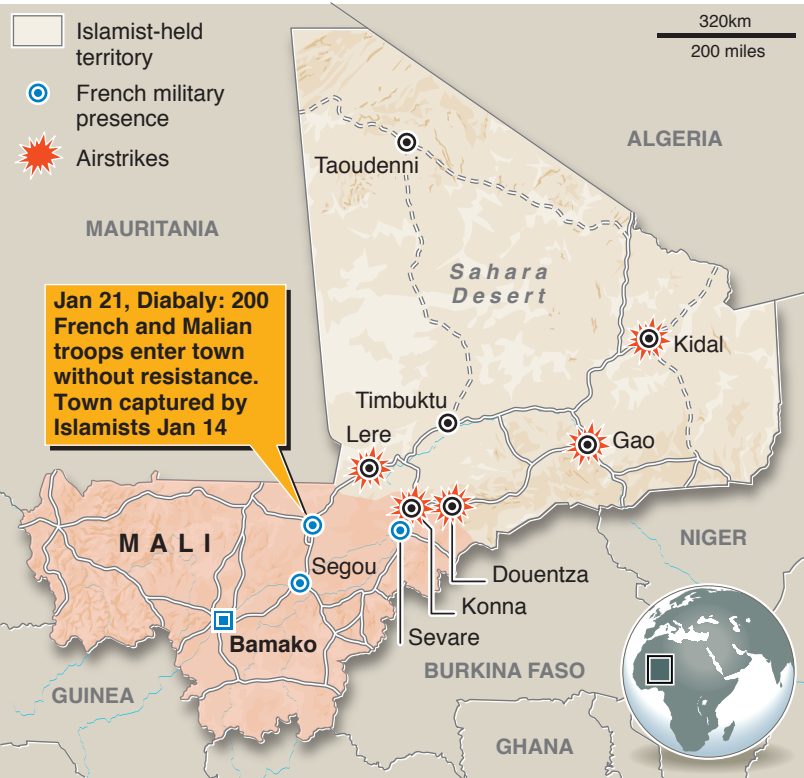 Islamist-held
territory
French military
presence
Airstrikes
320km
200 miles
ALGERIA
Taoudenni
MAURITANIA
Sahara
Desert
Jan 21, Diabaly: 200
French and Malian
troops enter town
without resistance.
Town captured by
Islamists Jan 14
Kidal
Timbuktu
Lere
Gao
MALI
NIGER
Segou
Douentza
Konna
Bamako
Sevare
BURKINA FASO
GUINEA
GHANA